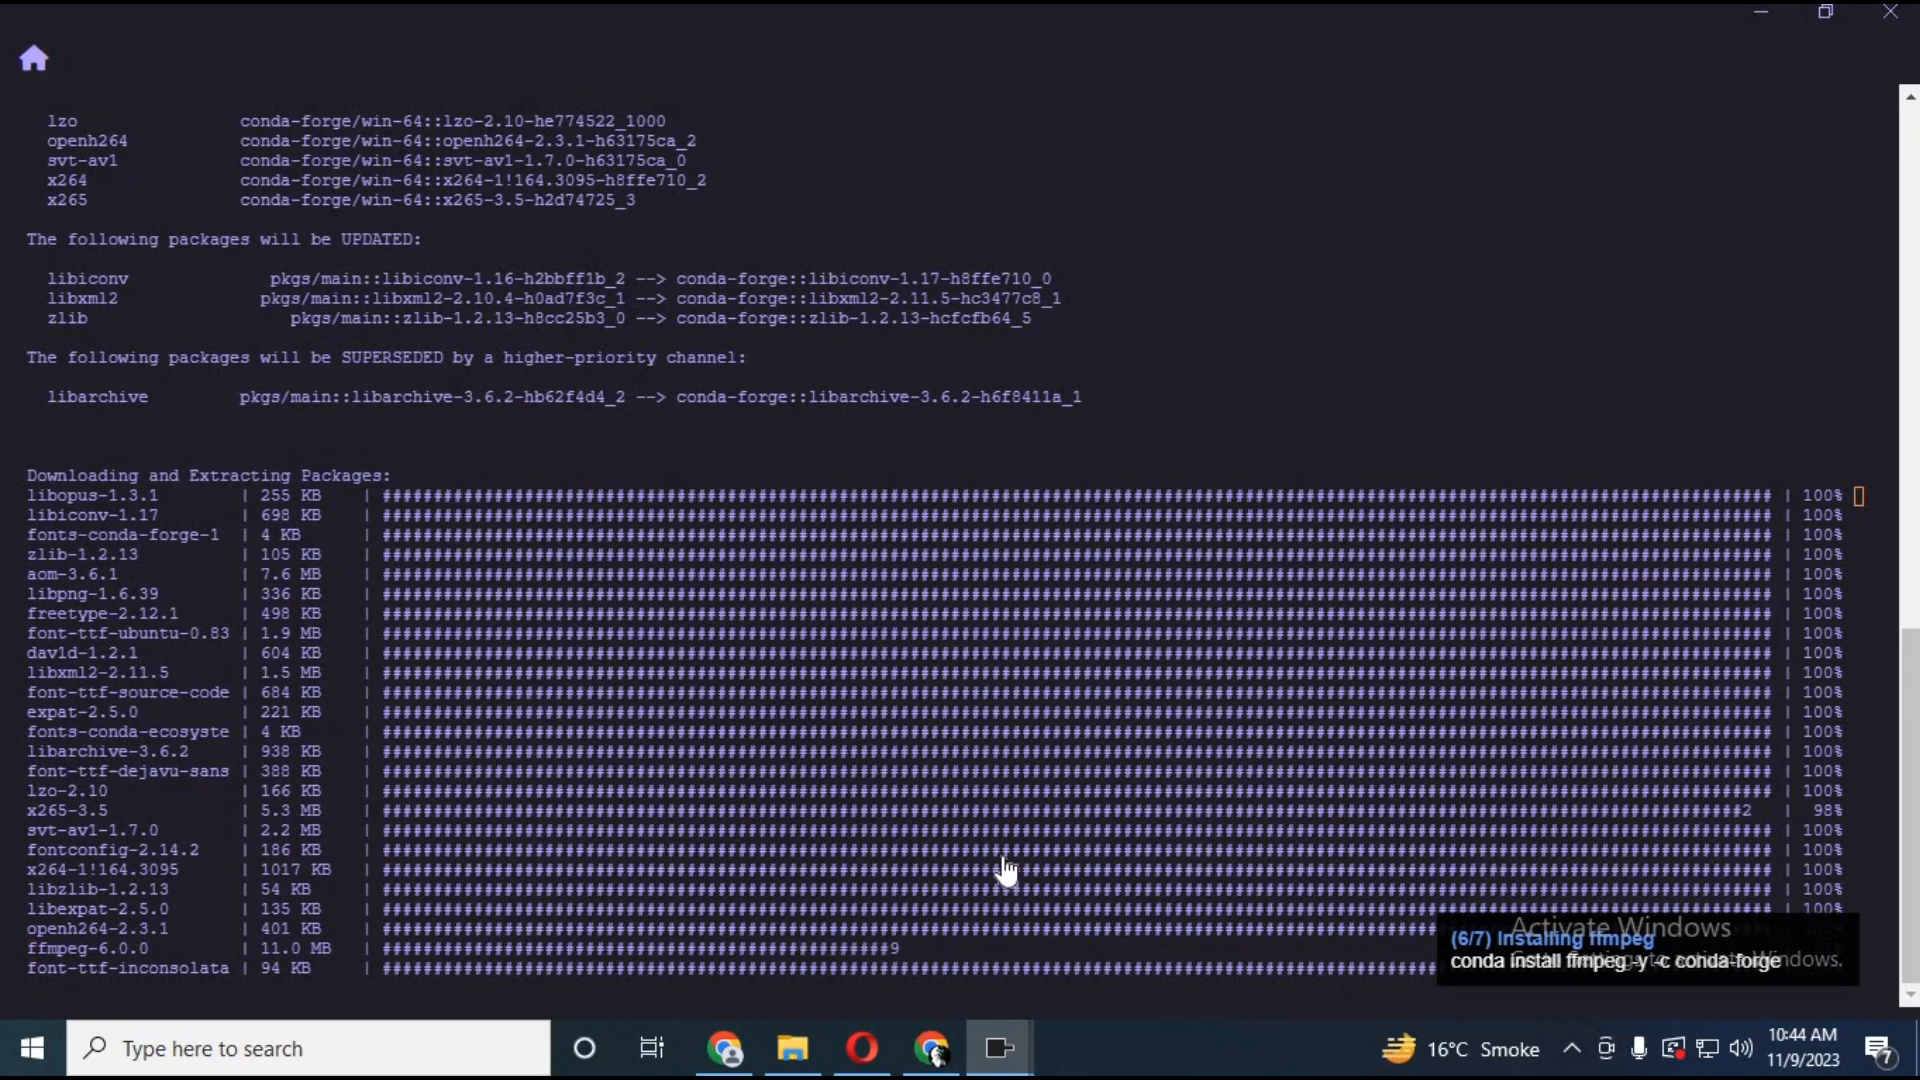 lzo conda-forge/win-64::lzo-2.10-he774522_1000
openh264 conda-forge/win-64::openh264-2.3.1-h63175ca_2
svt-av1 conda-forge/win-64::svt-av1-1.7.0-h63175ca_0
x264 conda-forge/win-64::x264-1!164.3095-h8ffe710_2
x265 conda-forge/win-64::x265-3.5-h2d74725_3
The following packages will be UPDATED:
libiconv pkgs/main::libiconv-1.16-h2bbff1b_2 --> conda-forge::libiconv-1.17-h8ffe710_0
libxml2 pkgs/main::libxml2-2.10.4-h0ad7f3c_1 --> conda-forge::libxml2-2.11.5-hc3477c8_1
zlib pkgs/main::zlib-1.2.13-h8cc25b3_0 --> conda-forge::zlib-1.2.13-hcfcfb64_5
The following packages will be SUPERSEDED by a higher-priority channel:
libarchive pkgs/main::libarchive-3.6.2-hb62f4d4_2 --> conda-forge::libarchive-3.6.2-h6f8411a_1
Downloading and Extracting Packages:
libopus-1.3.1 | 255 KB | | 100%
libiconv-1.17 | 698 KB | | 100%
fonts-conda-forge-1 | 4 KB | | 100%
zlib-1.2.13 | 105 KB | | 100%
aom-3.6.1 | 7.6 MB | | 100%
libpng-1.6.39 | 336 KB | | 100%
freetype-2.12.1 | 498 KB | | 100%
font-ttf-ubuntu-0.83 | 1.9 MB | | 100%
dav1d-1.2.1 | 604 KB | | 100%
libxml2-2.11.5 | 1.5 MB | | 100%
font-ttf-source-code | 684 KB | | 100%
expat-2.5.0 | 221 KB | | 100%
fonts-conda-ecosyste | 4 KB | | 100%
libarchive-3.6.2 | 938 KB | | 100%
font-ttf-dejavu-sans | 388 KB | | 100%
lzo-2.10 | 166 KB | | 100%
x265-3.5 | 5.3 MB | #2 | 98%
svt-av1-1.7.0 | 2.2 MB | | 100%
fontconfig-2.14.2 | 186 KB | | 100%
x264-1!164.3095 | 1017 KB | | 100%
libzlib-1.2.13 | 54 KB | | 100%
libexpat-2.5.0 | 135 KB | | 100%
openh264-2.3.1 | 401 KB |
ffmpeg-6.0.0 | 11.0 MB | #9
font-ttf-inconsolata | 94 KB |
Activate Windows
(6/7) Installing ffmpeg
conda install ffmpeg -y -c conda-forge
Type here to search
16°C Smoke
10:44 AM
11/9/2023
7